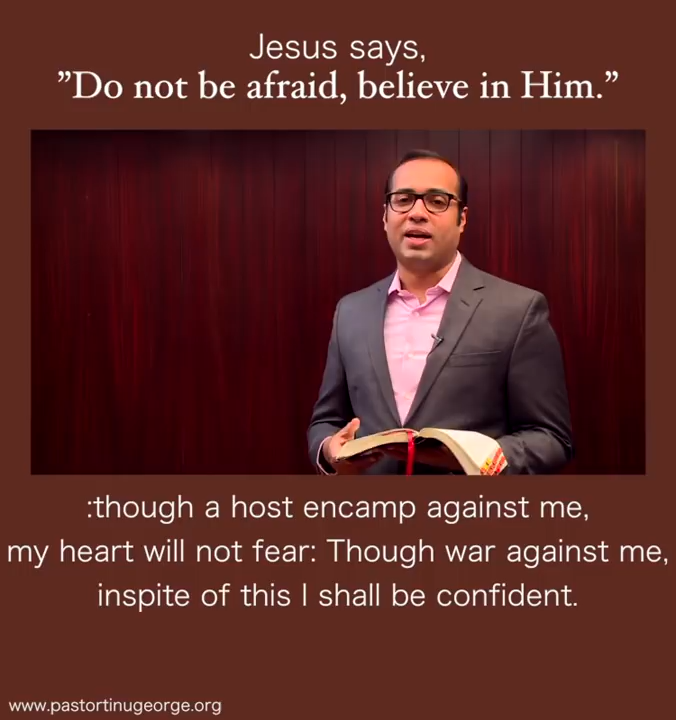 Jesus says,
”Do not be afraid, believe in Him.”
:though a host encamp against me,
my heart will not fear: Though war against me,
inspite of this I shall be confident.
www.pastortinugeorge.org